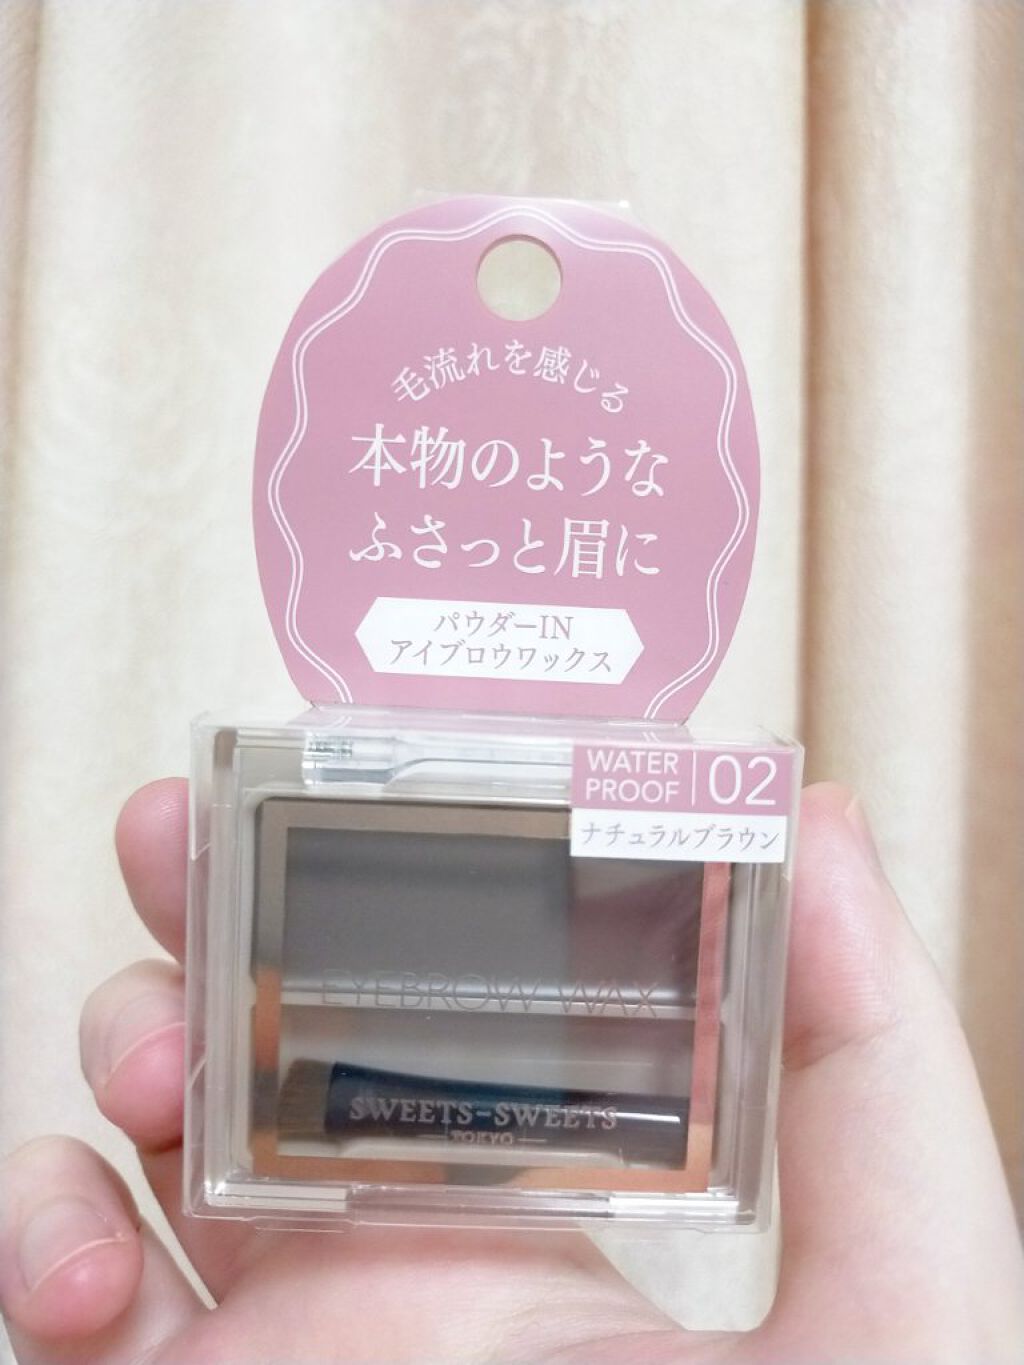 毛流れを感じる
本物のような
ふさっと眉に
パウダーIN
アイブロウワックス
WATER
PROOF
02
ナチュラルブラウン
EYEBROW WAX
SWEETS-SWEETS
TOKYO